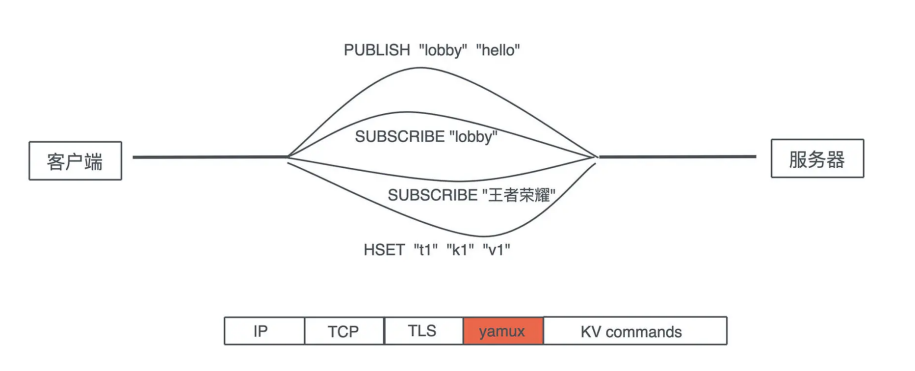 PUBLISH "lobby" "hello"
SUBSCRIBE "lobby"
客户端
服务器
SUBSCRIBE "王者荣耀"
HSET "t1" "k1" "v1"
IP TCP TLS yamux KV commands